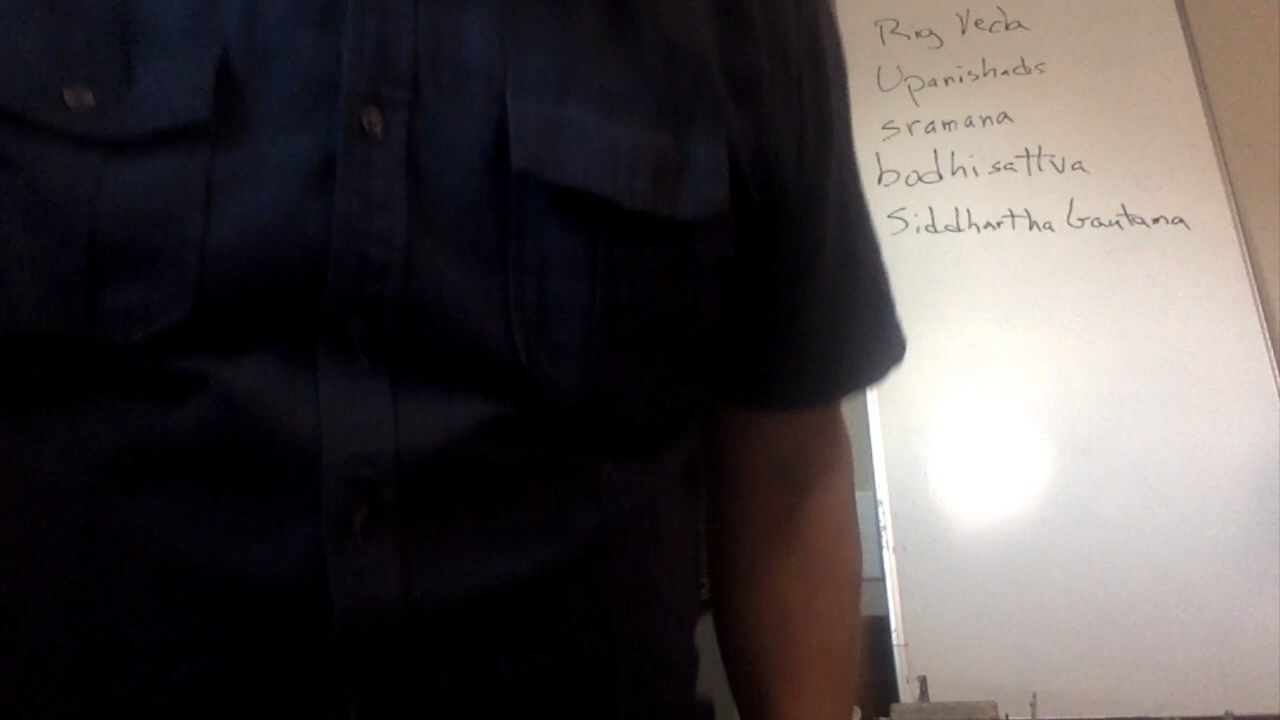 Rig Veda
Upanishads
sramana
bodhisattva
Siddhartha Gautama